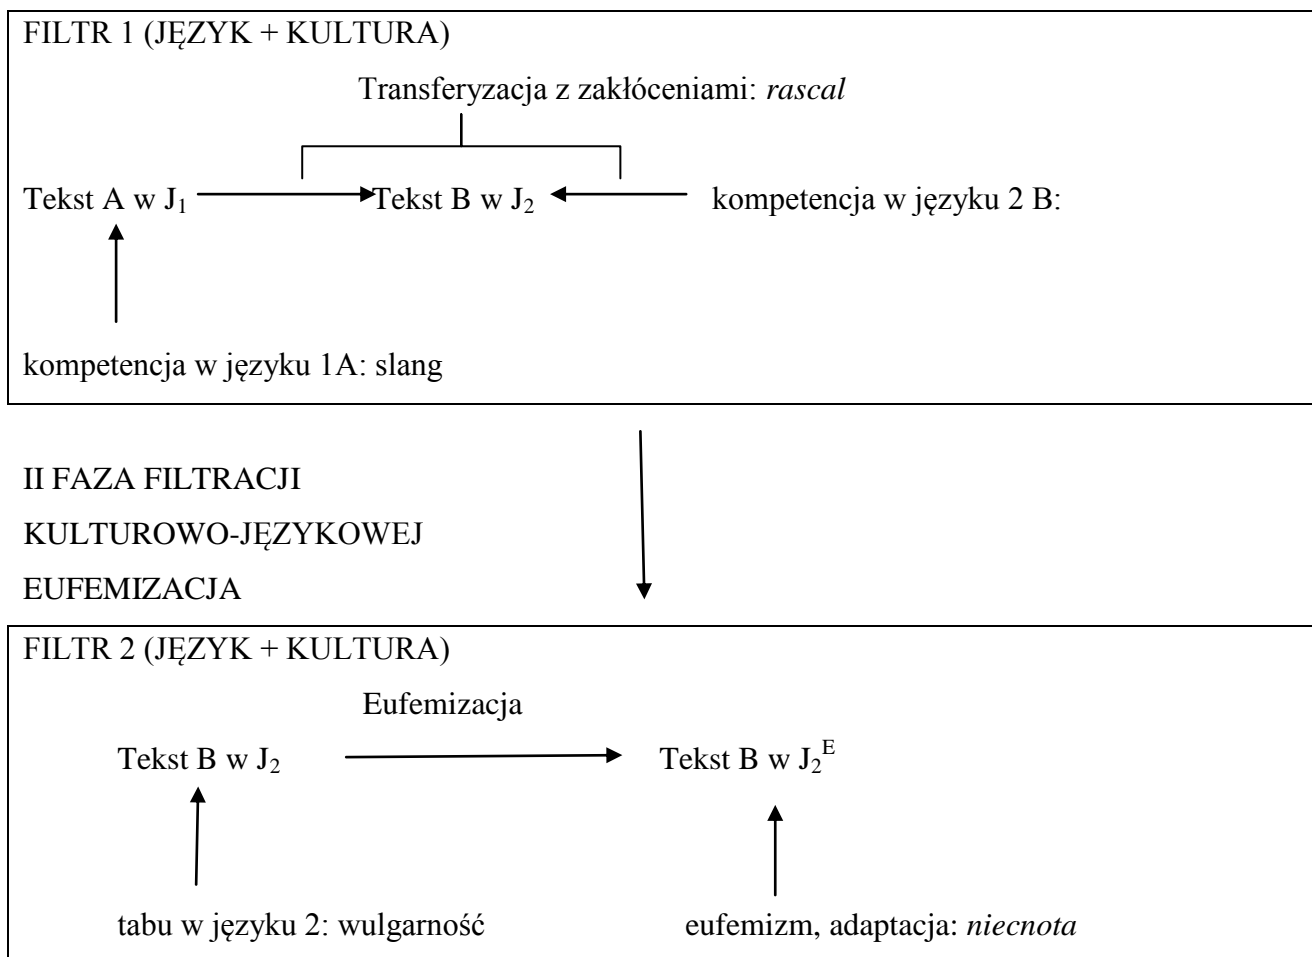 FILTR 1 (JĘZYK + KULTURA)
Transferyzacja z zakłóceniami: rascal
Tekst A w J₁ Tekst B w J₂ kompetencja w języku 2 B:
kompetencja w języku 1A: slang
II FAZA FILTRACJI
KULTUROWO-JĘZYKOWEJ
EUFEMIZACJA
FILTR 2 (JĘZYK + KULTURA)
Eufemizacja
Tekst B w J₂ Tekst B w J₂ᴱ
tabu w języku 2: wulgarność eufemizm, adaptacja: niecnota